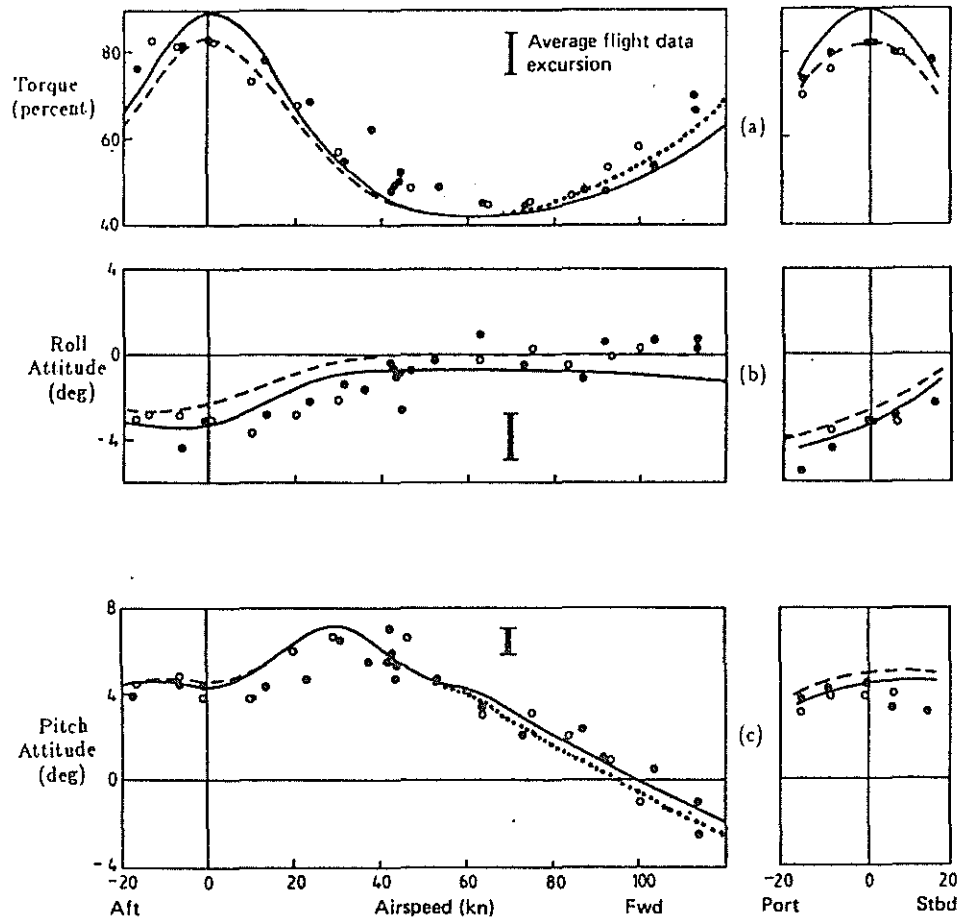 80
Torque
(percent)
60
40
Average flight data
excursion
(a)
4
Roll
Attitude
(deg)
0
-4
(b)
8
4
Pitch
Attitude
(deg)
0
-4
(c)
-20 0 20 40 60 80 100
Aft Airspeed (kn) Fwd
-20 0 20
Port Stbd